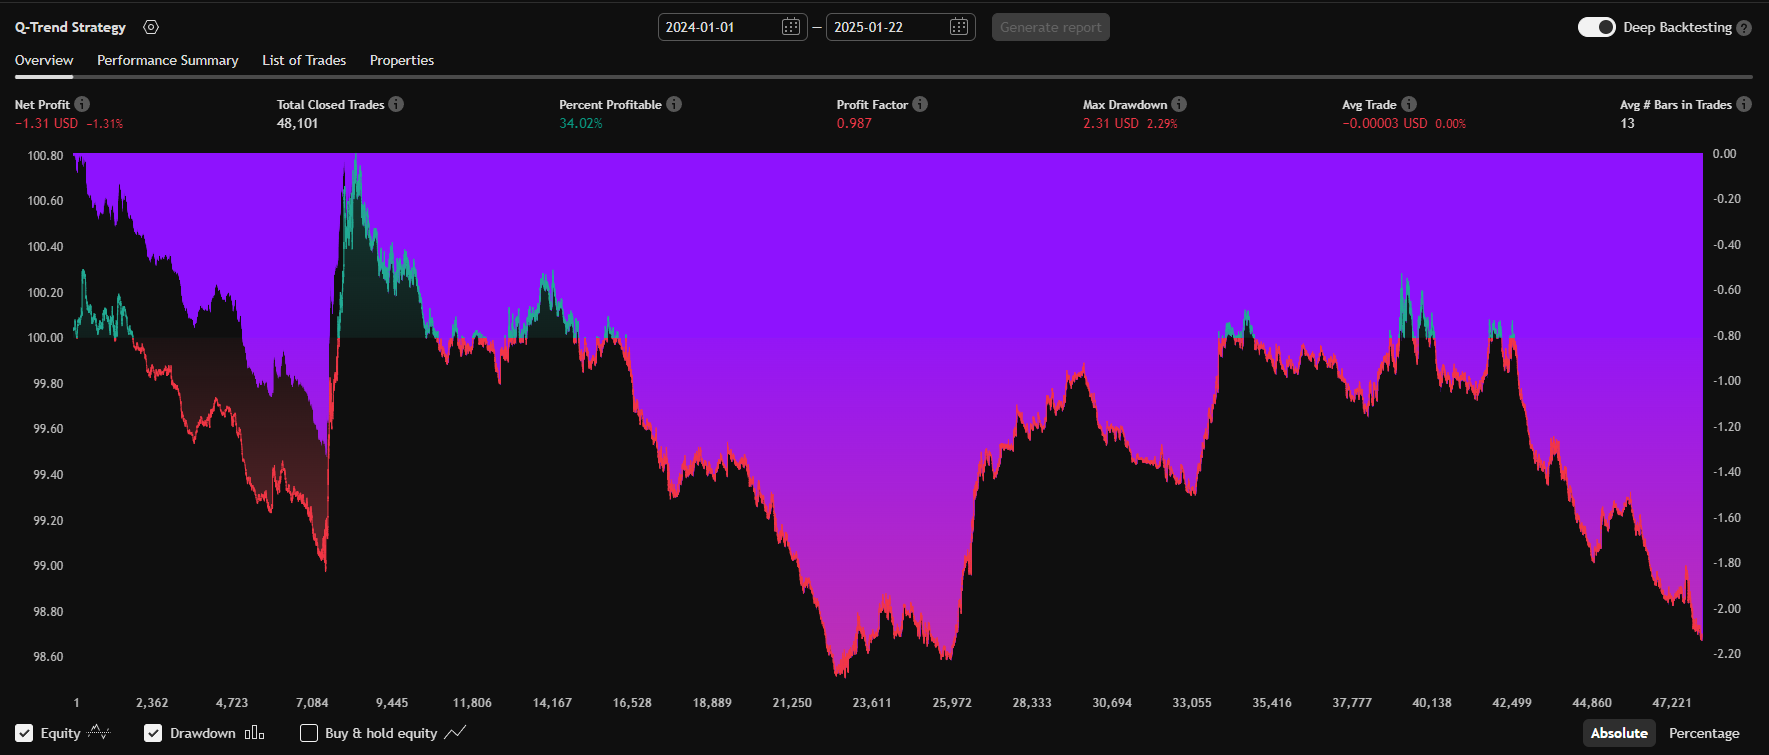 Q-Trend Strategy 2024-01-01 — 2025-01-22 Generate report Deep Backtesting ?
Overview Performance Summary List of Trades Properties
Net Profit i Total Closed Trades i Percent Profitable i Profit Factor i Max Drawdown i Avg Trade i Avg # Bars in Trades i
−1.31 USD −1.31% 48,101 34.02% 0.987 2.31 USD 2.29% −0.00003 USD 0.00% 13
100.80 0.00
100.60 -0.20
100.40 -0.40
100.20 -0.60
100.00 -0.80
99.80 -1.00
99.60 -1.20
99.40 -1.40
99.20 -1.60
99.00 -1.80
98.80 -2.00
98.60 -2.20
1 2,362 4,723 7,084 9,445 11,806 14,167 16,528 18,889 21,250 23,611 25,972 28,333 30,694 33,055 35,416 37,777 40,138 42,499 44,860 47,221
Equity Drawdown Buy & hold equity Absolute Percentage